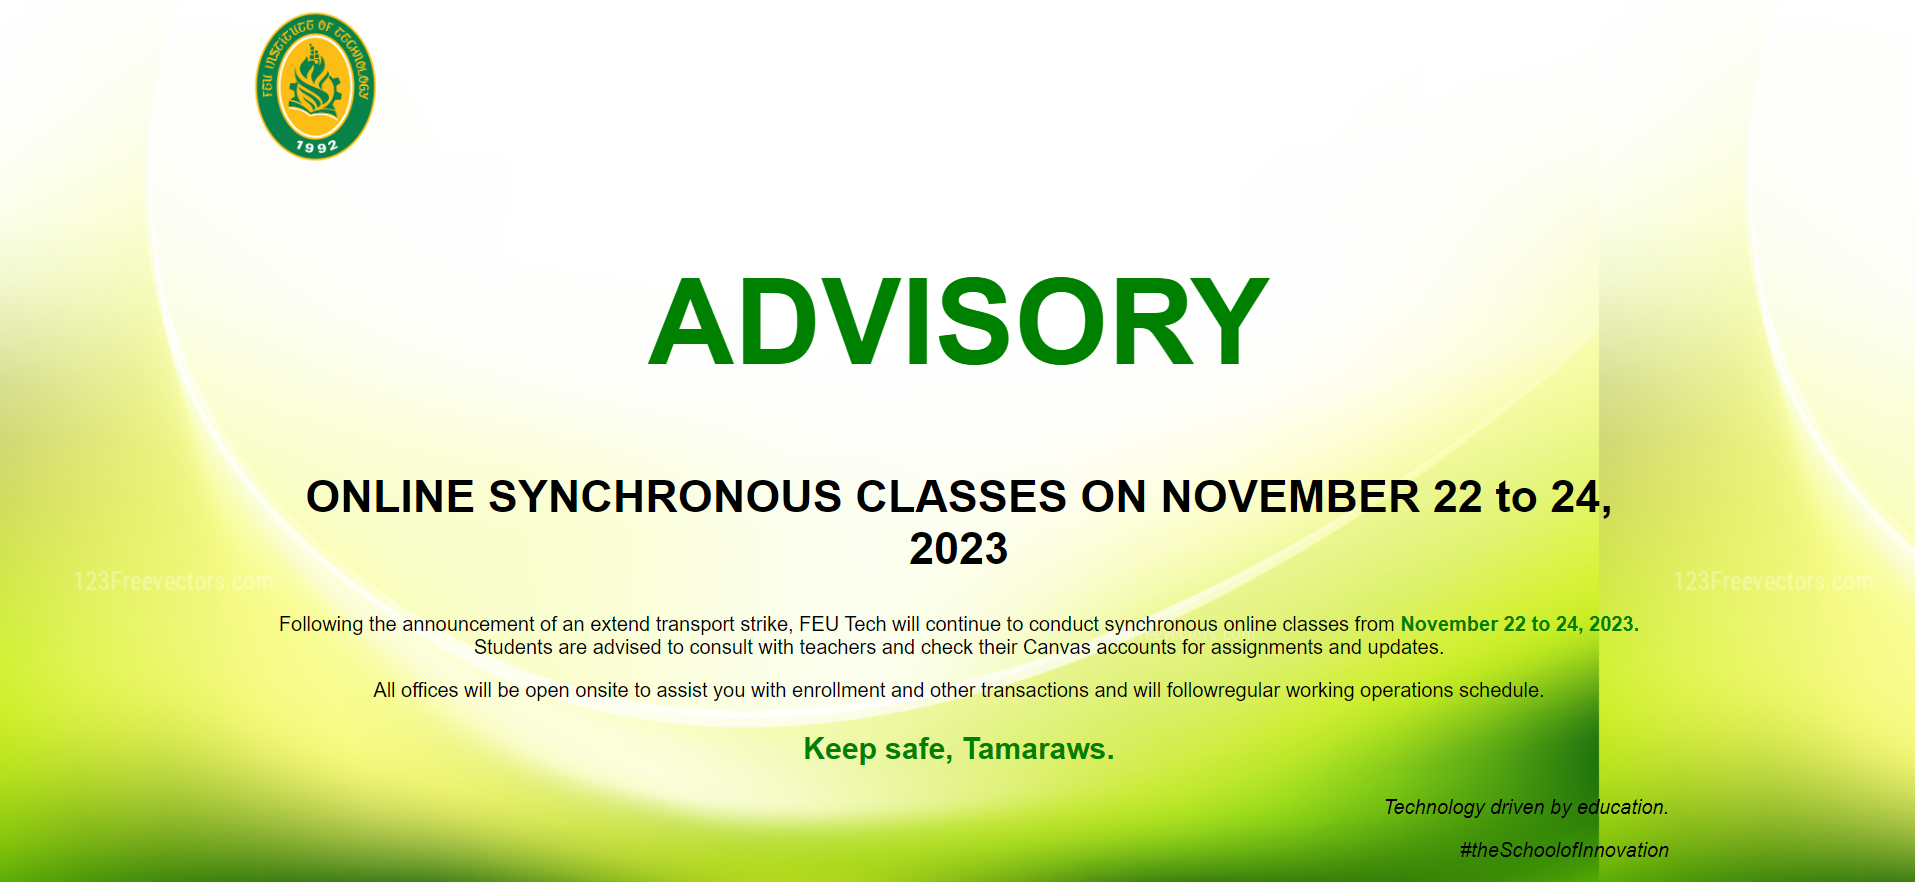 FEU INSTITUTE OF TECHNOLOGY
1992
ADVISORY
ONLINE SYNCHRONOUS CLASSES ON NOVEMBER 22 to 24,
2023
123Freevectors.com
123Freevectors.com
Following the announcement of an extend transport strike, FEU Tech will continue to conduct synchronous online classes from November 22 to 24, 2023.
Students are advised to consult with teachers and check their Canvas accounts for assignments and updates.
All offices will be open onsite to assist you with enrollment and other transactions and will followregular working operations schedule.
Keep safe, Tamaraws.
Technology driven by education.
#theSchoolofInnovation